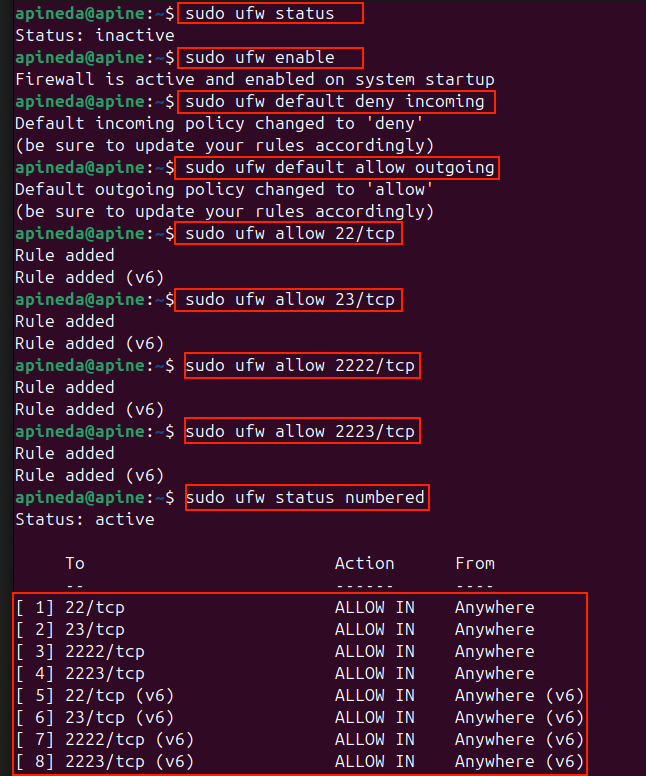 apineda@apine:~$ sudo ufw status
Status: inactive
apineda@apine:~$ sudo ufw enable
Firewall is active and enabled on system startup
apineda@apine:~$ sudo ufw default deny incoming
Default incoming policy changed to 'deny'
(be sure to update your rules accordingly)
apineda@apine:~$ sudo ufw default allow outgoing
Default outgoing policy changed to 'allow'
(be sure to update your rules accordingly)
apineda@apine:~$ sudo ufw allow 22/tcp
Rule added
Rule added (v6)
apineda@apine:~$ sudo ufw allow 23/tcp
Rule added
Rule added (v6)
apineda@apine:~$ sudo ufw allow 2222/tcp
Rule added
Rule added (v6)
apineda@apine:~$ sudo ufw allow 2223/tcp
Rule added
Rule added (v6)
apineda@apine:~$ sudo ufw status numbered
Status: active
To Action From
-- ------ ----
[ 1] 22/tcp ALLOW IN Anywhere
[ 2] 23/tcp ALLOW IN Anywhere
[ 3] 2222/tcp ALLOW IN Anywhere
[ 4] 2223/tcp ALLOW IN Anywhere
[ 5] 22/tcp (v6) ALLOW IN Anywhere (v6)
[ 6] 23/tcp (v6) ALLOW IN Anywhere (v6)
[ 7] 2222/tcp (v6) ALLOW IN Anywhere (v6)
[ 8] 2223/tcp (v6) ALLOW IN Anywhere (v6)